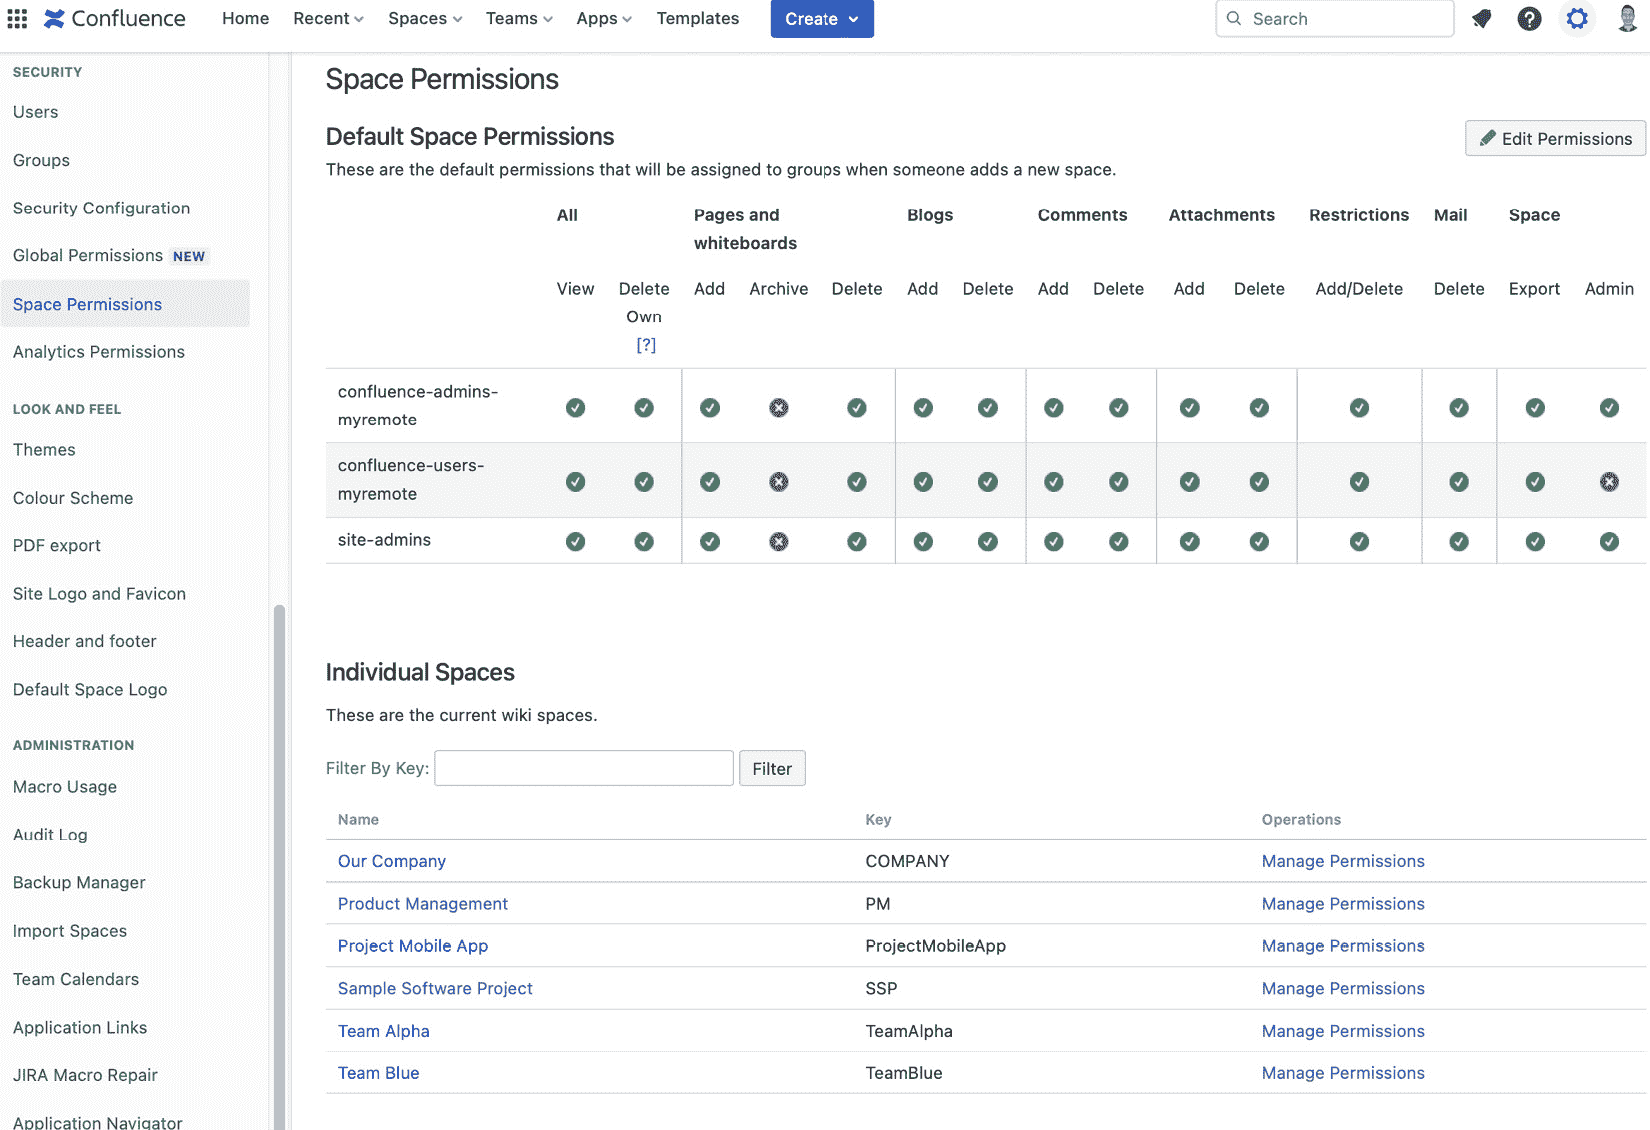 Confluence Home Recent Spaces Teams Apps Templates Create Search
SECURITY
Users
Groups
Security Configuration
Global Permissions NEW
Space Permissions
Analytics Permissions
LOOK AND FEEL
Themes
Colour Scheme
PDF export
Site Logo and Favicon
Header and footer
Default Space Logo
ADMINISTRATION
Macro Usage
Audit Log
Backup Manager
Import Spaces
Team Calendars
Application Links
JIRA Macro Repair
Application Navigator
Space Permissions
Default Space Permissions
Edit Permissions
These are the default permissions that will be assigned to groups when someone adds a new space.
All Pages and Blogs Comments Attachments Restrictions Mail Space
whiteboards
View Delete Add Archive Delete Add Delete Add Delete Add Delete Add/Delete Delete Export Admin
Own
[?]
confluence-admins-
myremote
confluence-users-
myremote
site-admins
Individual Spaces
These are the current wiki spaces.
Filter By Key: Filter
Name Key Operations
Our Company COMPANY Manage Permissions
Product Management PM Manage Permissions
Project Mobile App ProjectMobileApp Manage Permissions
Sample Software Project SSP Manage Permissions
Team Alpha TeamAlpha Manage Permissions
Team Blue TeamBlue Manage Permissions